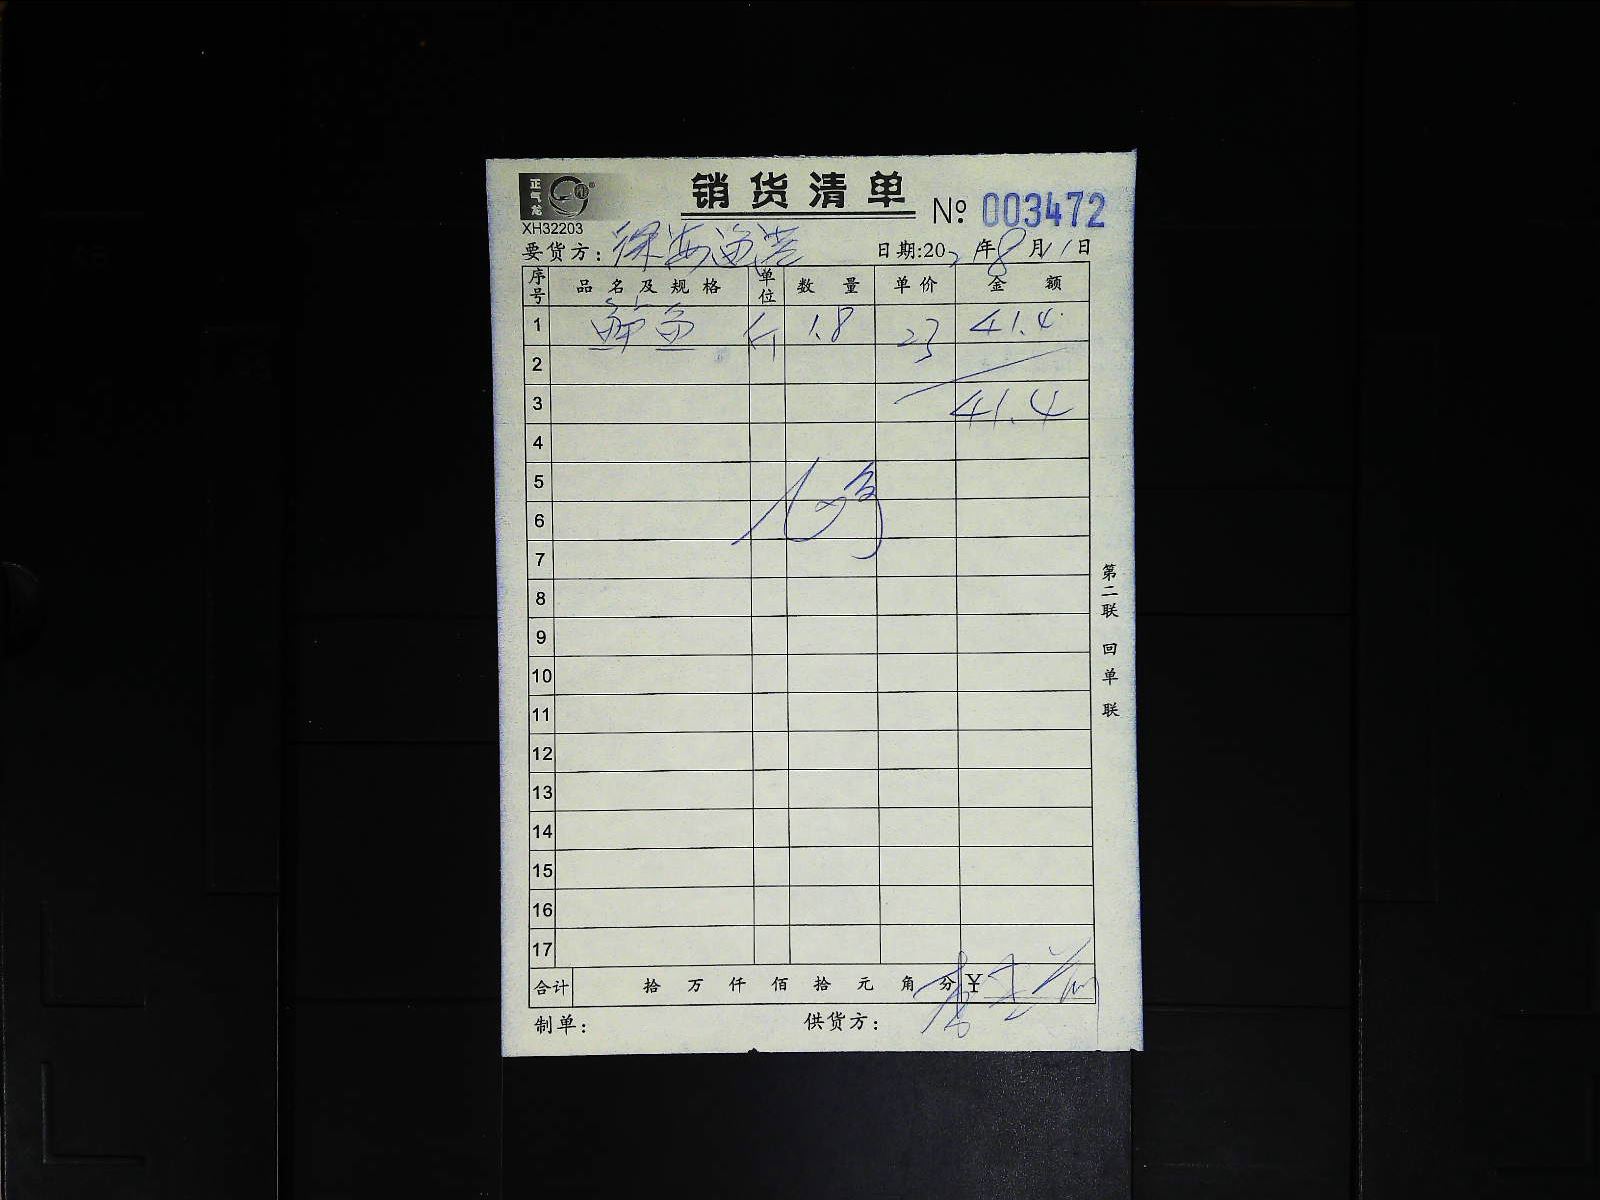 正气龙
销货清单
№ 003472
XH32203
要货方： 日期:20 年8月1日
序号 品名及规格 单位 数量 单价 金额
1 鱼 斤 1.8 23 41.4
2
3 41.4
4
5
6
7
8
9
10
11
12
13
14
15
16
17
合计 拾万仟佰拾元角分 ¥
制单： 供货方：
第二联 回单联